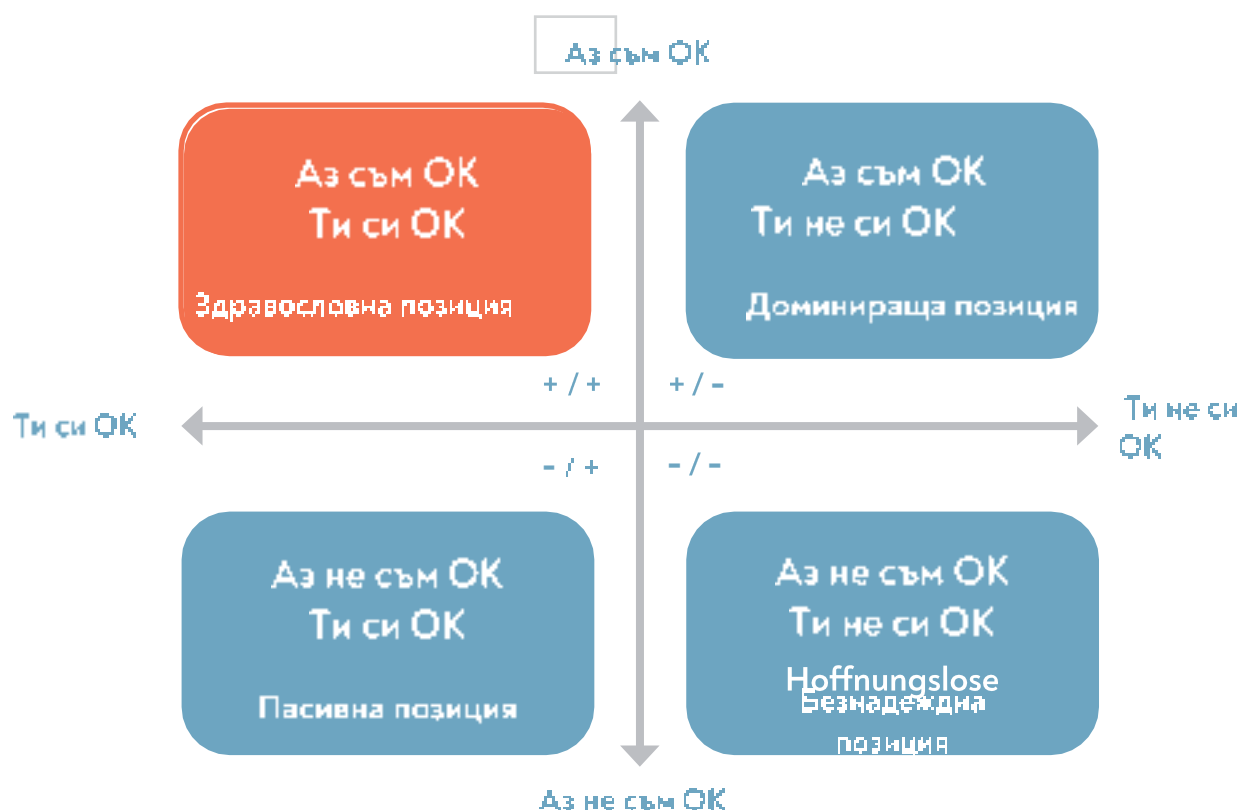 Аз съм ОК
Аз съм ОК
Ти си ОК
Здравословна позиция
Аз съм ОК
Ти не си ОК
Доминираща позиция
+ / +
+ / -
Ти си ОК
Ти не си
ОК
- / +
- / -
Аз не съм ОК
Ти си ОК
Пасивна позиция
Аз не съм ОК
Ти не си ОК
Hoffnungslose
Безнадеждна
позиция
Аз не съм ОК